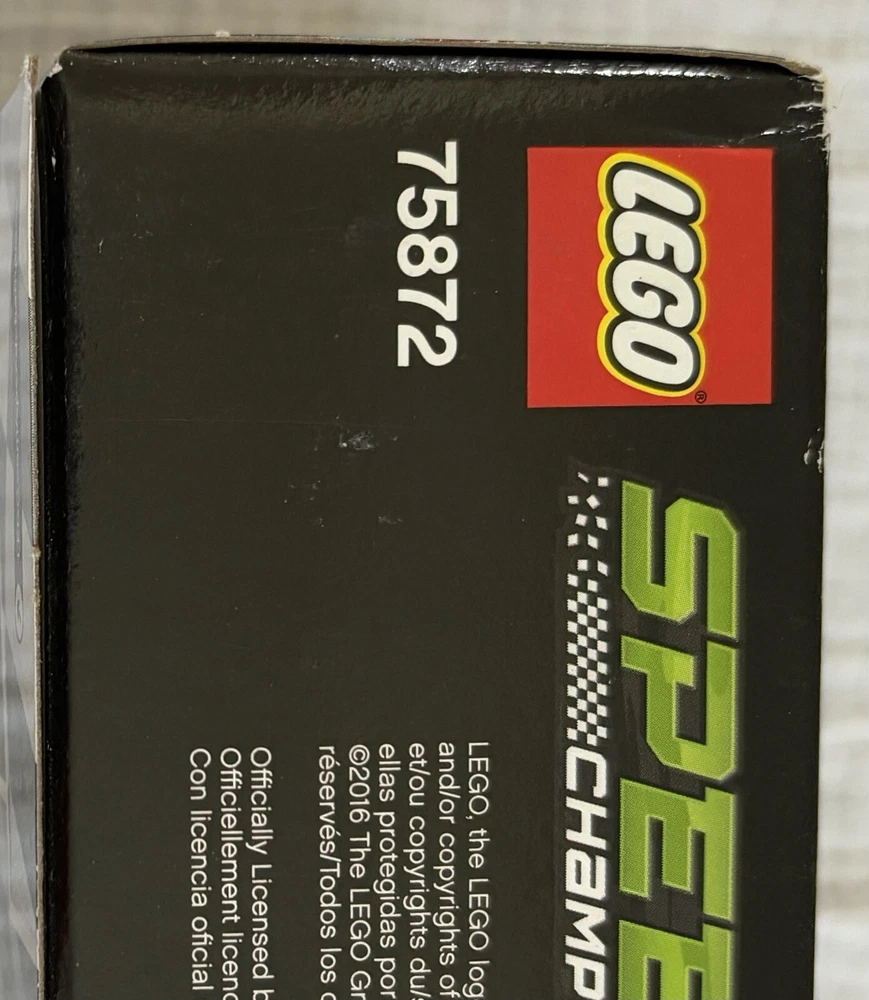 LEGO®
SPEE
CHAMP
75872
LEGO, the LEGO log
and/or copyrights of
et/ou copyrights du/s
ellas protegidas por
©2016 The LEGO Gr
réservés/Todos los d
Officially Licensed b
Officiellement licenc
Con licencia oficial